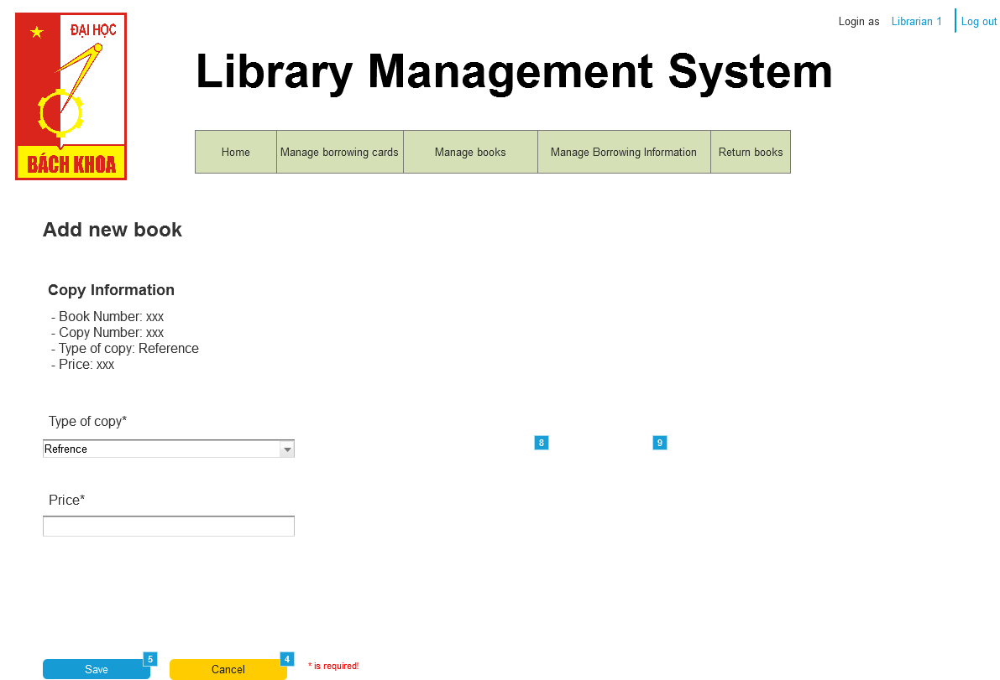 ĐẠI HỌC
BÁCH KHOA
Login as Librarian 1 Log out
Library Management System
Home Manage borrowing cards Manage books Manage Borrowing Information Return books
Add new book
Copy Information
- Book Number: xxx
- Copy Number: xxx
- Type of copy: Reference
- Price: xxx
Type of copy*
Refrence
8 9
Price*
5 4
Save Cancel * is required!